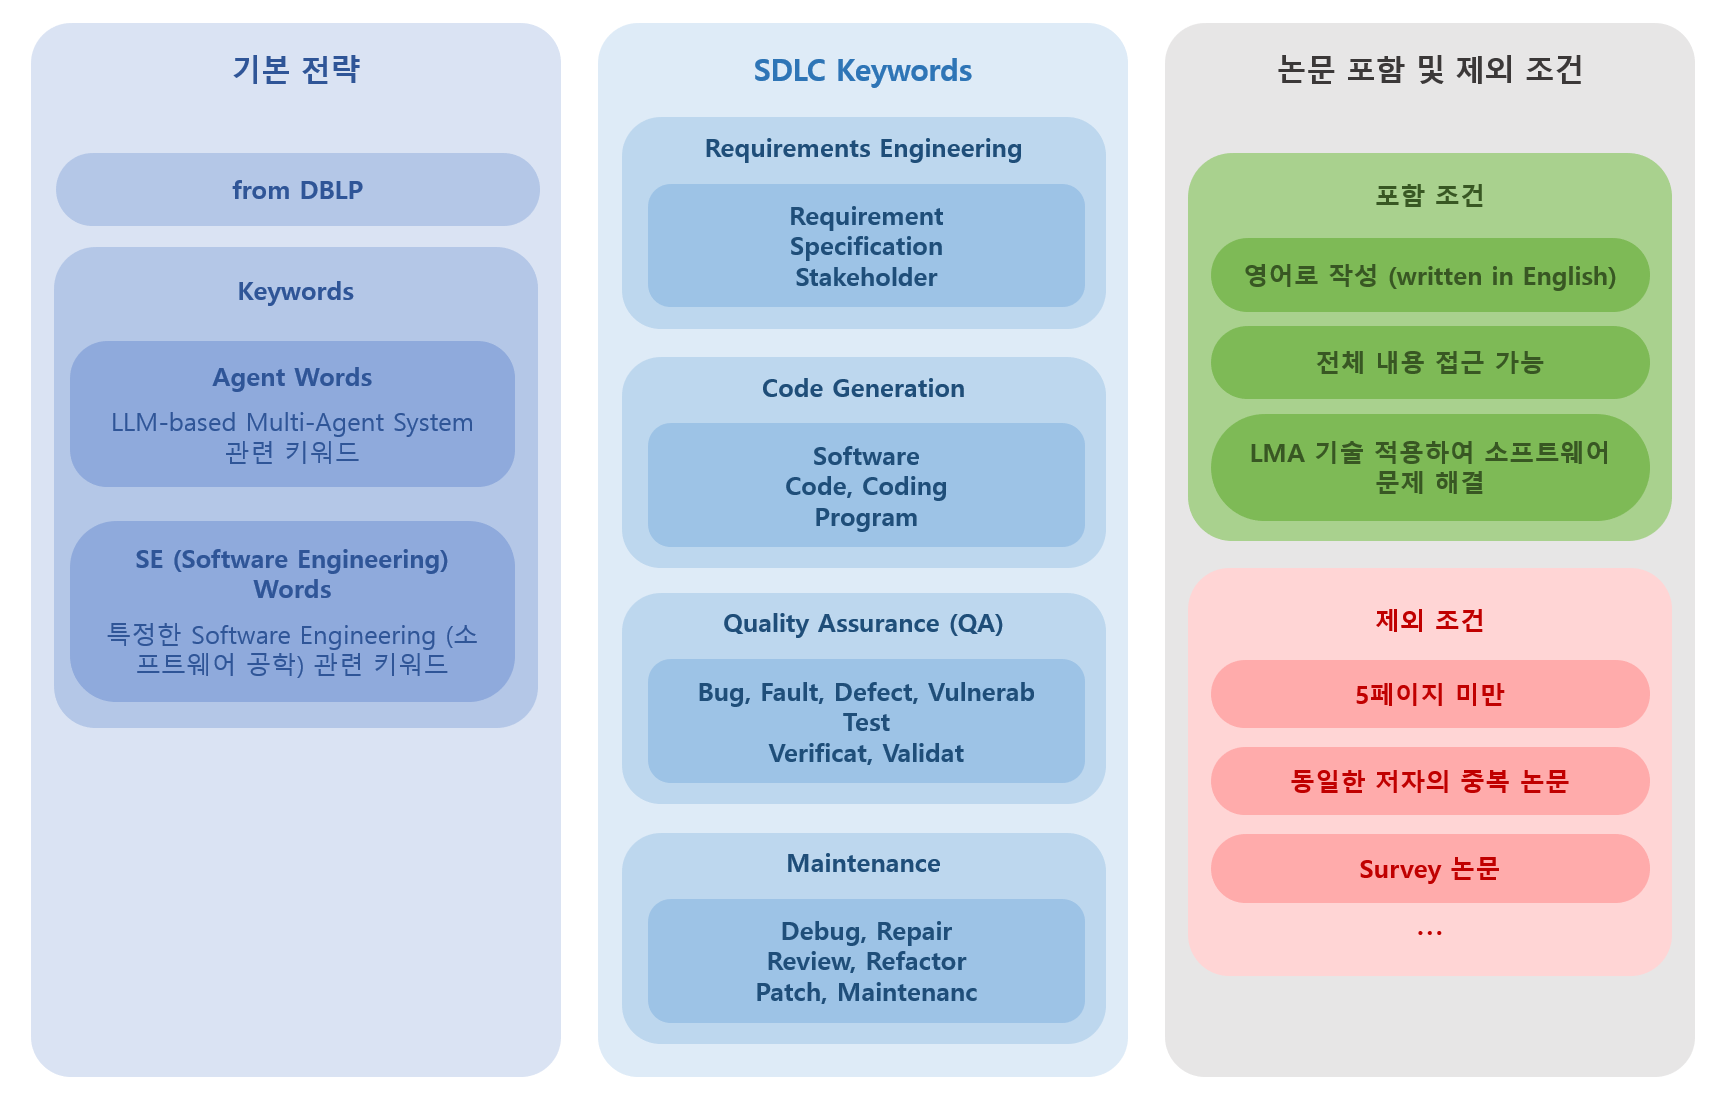 기본 전략
from DBLP
Keywords
Agent Words
LLM-based Multi-Agent System
관련 키워드
SE (Software Engineering)
Words
특정한 Software Engineering (소
프트웨어 공학) 관련 키워드
SDLC Keywords
Requirements Engineering
Requirement
Specification
Stakeholder
Code Generation
Software
Code, Coding
Program
Quality Assurance (QA)
Bug, Fault, Defect, Vulnerab
Test
Verificat, Validat
Maintenance
Debug, Repair
Review, Refactor
Patch, Maintenanc
논문 포함 및 제외 조건
포함 조건
영어로 작성 (written in English)
전체 내용 접근 가능
LMA 기술 적용하여 소프트웨어
문제 해결
제외 조건
5페이지 미만
동일한 저자의 중복 논문
Survey 논문
…